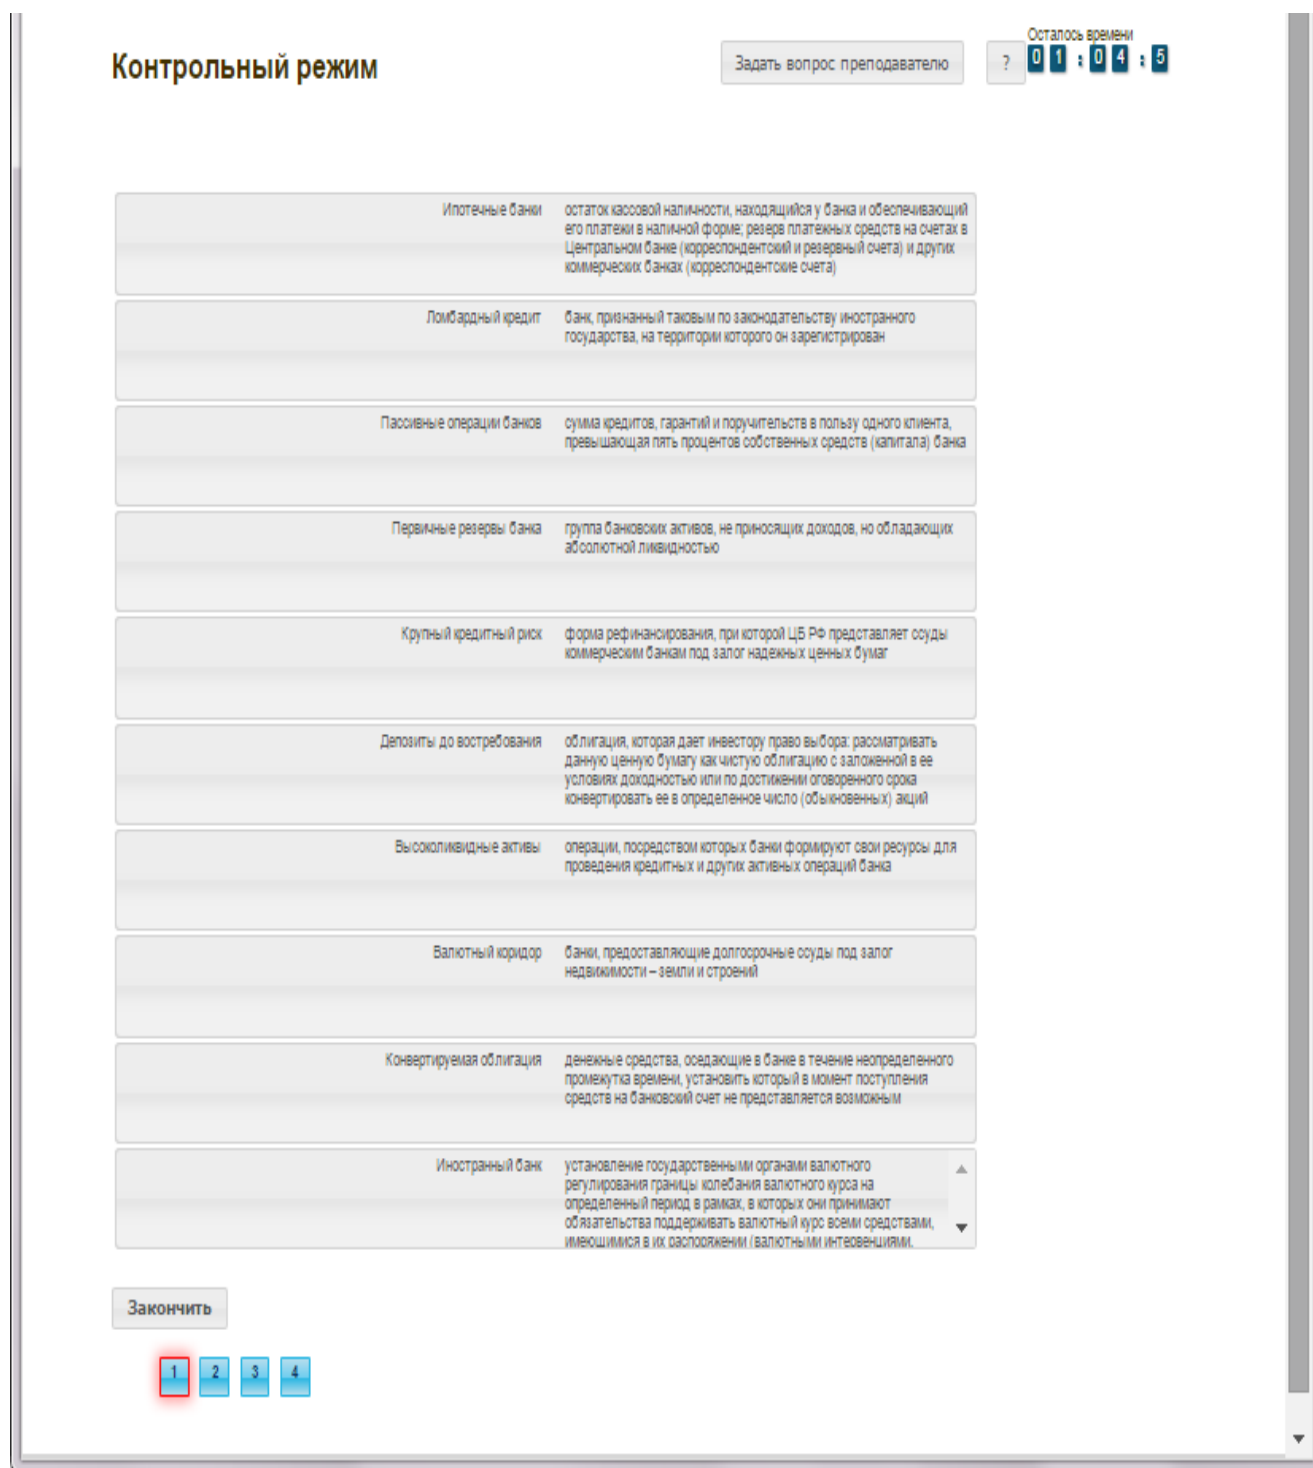 Осталось времени
Контрольный режим
Задать вопрос преподавателю
?
0 1 : 0 4 : 5
Ипотечные банки
остаток кассовой наличности, находящийся у банка и обеспечивающий
его платежи в наличной форме; резерв платежных средств на счетах в
Центральном банке (корреспондентский и резервный счета) и других
коммерческих банках (корреспондентские счета)
Ломбардный кредит
банк, признанный таковым по законодательству иностранного
государства, на территории которого он зарегистрирован
Пассивные операции банков
сумма кредитов, гарантий и поручительств в пользу одного клиента,
превышающая пять процентов собственных средств (капитала) банка
Первичные резервы банка
группа банковских активов, не приносящих доходов, но обладающих
абсолютной ликвидностью
Крупный кредитный риск
форма рефинансирования, при которой ЦБ РФ представляет ссуды
коммерческим банкам под залог надежных ценных бумаг
Депозиты до востребования
облигация, которая дает инвестору право выбора: рассматривать
данную ценную бумагу как чистую облигацию с заложенной в ее
условиях доходностью или по достижении оговоренного срока
конвертировать ее в определенное число (обыкновенных) акций
Высоколиквидные активы
операции, посредством которых банки формируют свои ресурсы для
проведения кредитных и других активных операций банка
Валютный коридор
банки, предоставляющие долгосрочные ссуды под залог
недвижимости – земли и строений
Конвертируемая облигация
денежные средства, оседающие в банке в течение неопределенного
промежутка времени, установить который в момент поступления
средств на банковский счет не представляется возможным
Иностранный банк
установление государственными органами валютного
регулирования границы колебания валютного курса на
определенный период в рамках, в которых они принимают
обязательства поддерживать валютный курс всеми средствами,
имеющимися в их распоряжении (валютными интервенциями,
Закончить
1 2 3 4